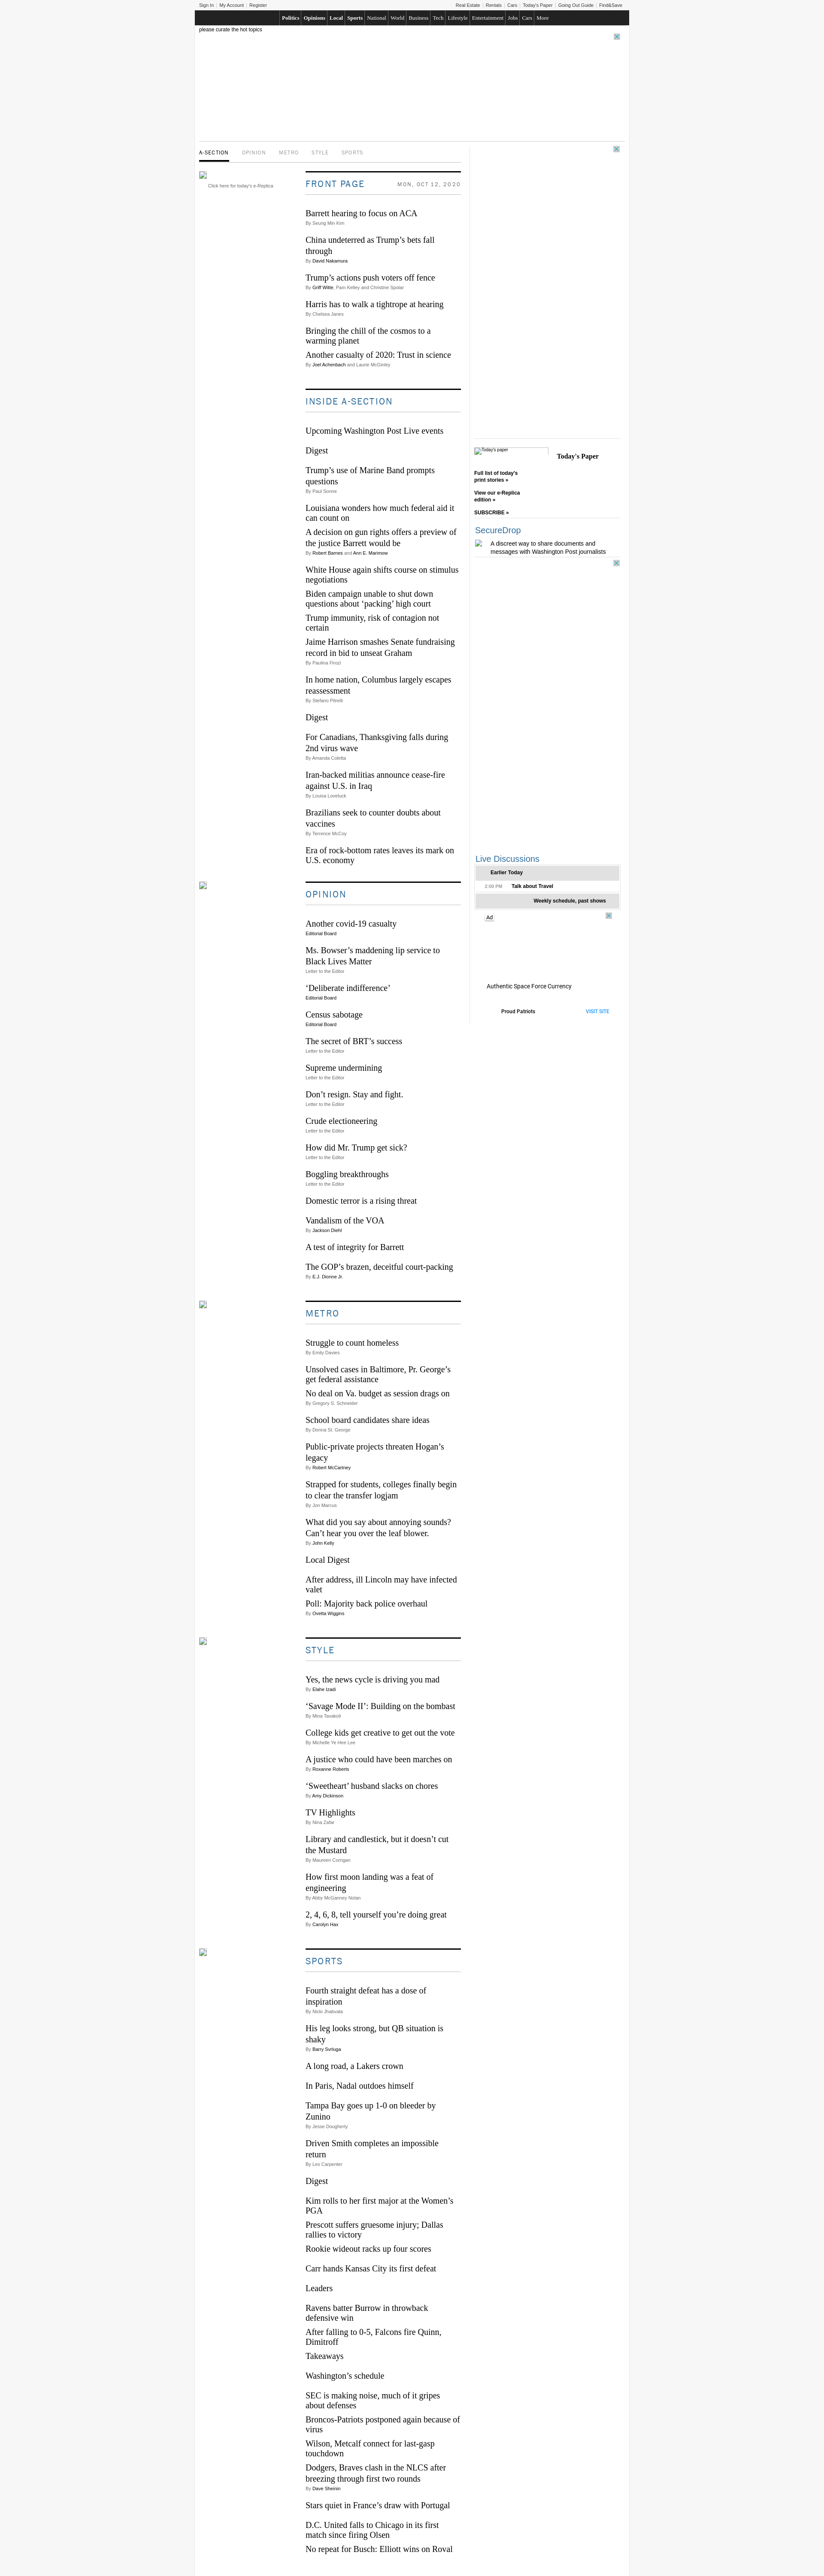 Sign In My Account Register Real Estate Rentals Cars Today's Paper Going Out Guide Find&Save
Politics Opinions Local Sports National World Business Tech Lifestyle Entertainment Jobs Cars More
please curate the hot topics
A-SECTION OPINION METRO STYLE SPORTS
Click here for today's e-Replica
FRONT PAGE MON, OCT 12, 2020
Barrett hearing to focus on ACA
By Seung Min Kim
China undeterred as Trump’s bets fall
through
By David Nakamura
Trump’s actions push voters off fence
By Griff Witte, Pam Kelley and Christine Spolar
Harris has to walk a tightrope at hearing
By Chelsea Janes
Bringing the chill of the cosmos to a
warming planet
Another casualty of 2020: Trust in science
By Joel Achenbach and Laurie McGinley
INSIDE A-SECTION
Upcoming Washington Post Live events
Digest
Trump’s use of Marine Band prompts
questions
By Paul Sonne
Louisiana wonders how much federal aid it
can count on
A decision on gun rights offers a preview of
the justice Barrett would be
By Robert Barnes and Ann E. Marimow
White House again shifts course on stimulus
negotiations
Biden campaign unable to shut down
questions about ‘packing’ high court
Trump immunity, risk of contagion not
certain
Jaime Harrison smashes Senate fundraising
record in bid to unseat Graham
By Paulina Firozi
In home nation, Columbus largely escapes
reassessment
By Stefano Pitrelli
Digest
For Canadians, Thanksgiving falls during
2nd virus wave
By Amanda Coletta
Iran-backed militias announce cease-fire
against U.S. in Iraq
By Louisa Loveluck
Brazilians seek to counter doubts about
vaccines
By Terrence McCoy
Era of rock-bottom rates leaves its mark on
U.S. economy
OPINION
Another covid-19 casualty
Editorial Board
Ms. Bowser’s maddening lip service to
Black Lives Matter
Letter to the Editor
‘Deliberate indifference’
Editorial Board
Census sabotage
Editorial Board
The secret of BRT’s success
Letter to the Editor
Supreme undermining
Letter to the Editor
Don’t resign. Stay and fight.
Letter to the Editor
Crude electioneering
Letter to the Editor
How did Mr. Trump get sick?
Letter to the Editor
Boggling breakthroughs
Letter to the Editor
Domestic terror is a rising threat
Vandalism of the VOA
By Jackson Diehl
A test of integrity for Barrett
The GOP’s brazen, deceitful court-packing
By E.J. Dionne Jr.
METRO
Struggle to count homeless
By Emily Davies
Unsolved cases in Baltimore, Pr. George’s
get federal assistance
No deal on Va. budget as session drags on
By Gregory S. Schneider
School board candidates share ideas
By Donna St. George
Public-private projects threaten Hogan’s
legacy
By Robert McCartney
Strapped for students, colleges finally begin
to clear the transfer logjam
By Jon Marcus
What did you say about annoying sounds?
Can’t hear you over the leaf blower.
By John Kelly
Local Digest
After address, ill Lincoln may have infected
valet
Poll: Majority back police overhaul
By Ovetta Wiggins
STYLE
Yes, the news cycle is driving you mad
By Elahe Izadi
‘Savage Mode II’: Building on the bombast
By Mina Tavakoli
College kids get creative to get out the vote
By Michelle Ye Hee Lee
A justice who could have been marches on
By Roxanne Roberts
‘Sweetheart’ husband slacks on chores
By Amy Dickinson
TV Highlights
By Nina Zafar
Library and candlestick, but it doesn’t cut
the Mustard
By Maureen Corrigan
How first moon landing was a feat of
engineering
By Abby McGanney Nolan
2, 4, 6, 8, tell yourself you’re doing great
By Carolyn Hax
SPORTS
Fourth straight defeat has a dose of
inspiration
By Nicki Jhabvala
His leg looks strong, but QB situation is
shaky
By Barry Svrluga
A long road, a Lakers crown
In Paris, Nadal outdoes himself
Tampa Bay goes up 1-0 on bleeder by
Zunino
By Jesse Dougherty
Driven Smith completes an impossible
return
By Les Carpenter
Digest
Kim rolls to her first major at the Women’s
PGA
Prescott suffers gruesome injury; Dallas
rallies to victory
Rookie wideout racks up four scores
Carr hands Kansas City its first defeat
Leaders
Ravens batter Burrow in throwback
defensive win
After falling to 0-5, Falcons fire Quinn,
Dimitroff
Takeaways
Washington’s schedule
SEC is making noise, much of it gripes
about defenses
Broncos-Patriots postponed again because of
virus
Wilson, Metcalf connect for last-gasp
touchdown
Dodgers, Braves clash in the NLCS after
breezing through first two rounds
By Dave Sheinin
Stars quiet in France’s draw with Portugal
D.C. United falls to Chicago in its first
match since firing Olsen
No repeat for Busch: Elliott wins on Roval
Today's paper
Today's Paper
Full list of today's
print stories »
View our e-Replica
edition »
SUBSCRIBE »
SecureDrop
A discreet way to share documents and
messages with Washington Post journalists
Live Discussions
Earlier Today
2:00 PM Talk about Travel
Weekly schedule, past shows
Ad
Authentic Space Force Currency
Proud Patriots VISIT SITE